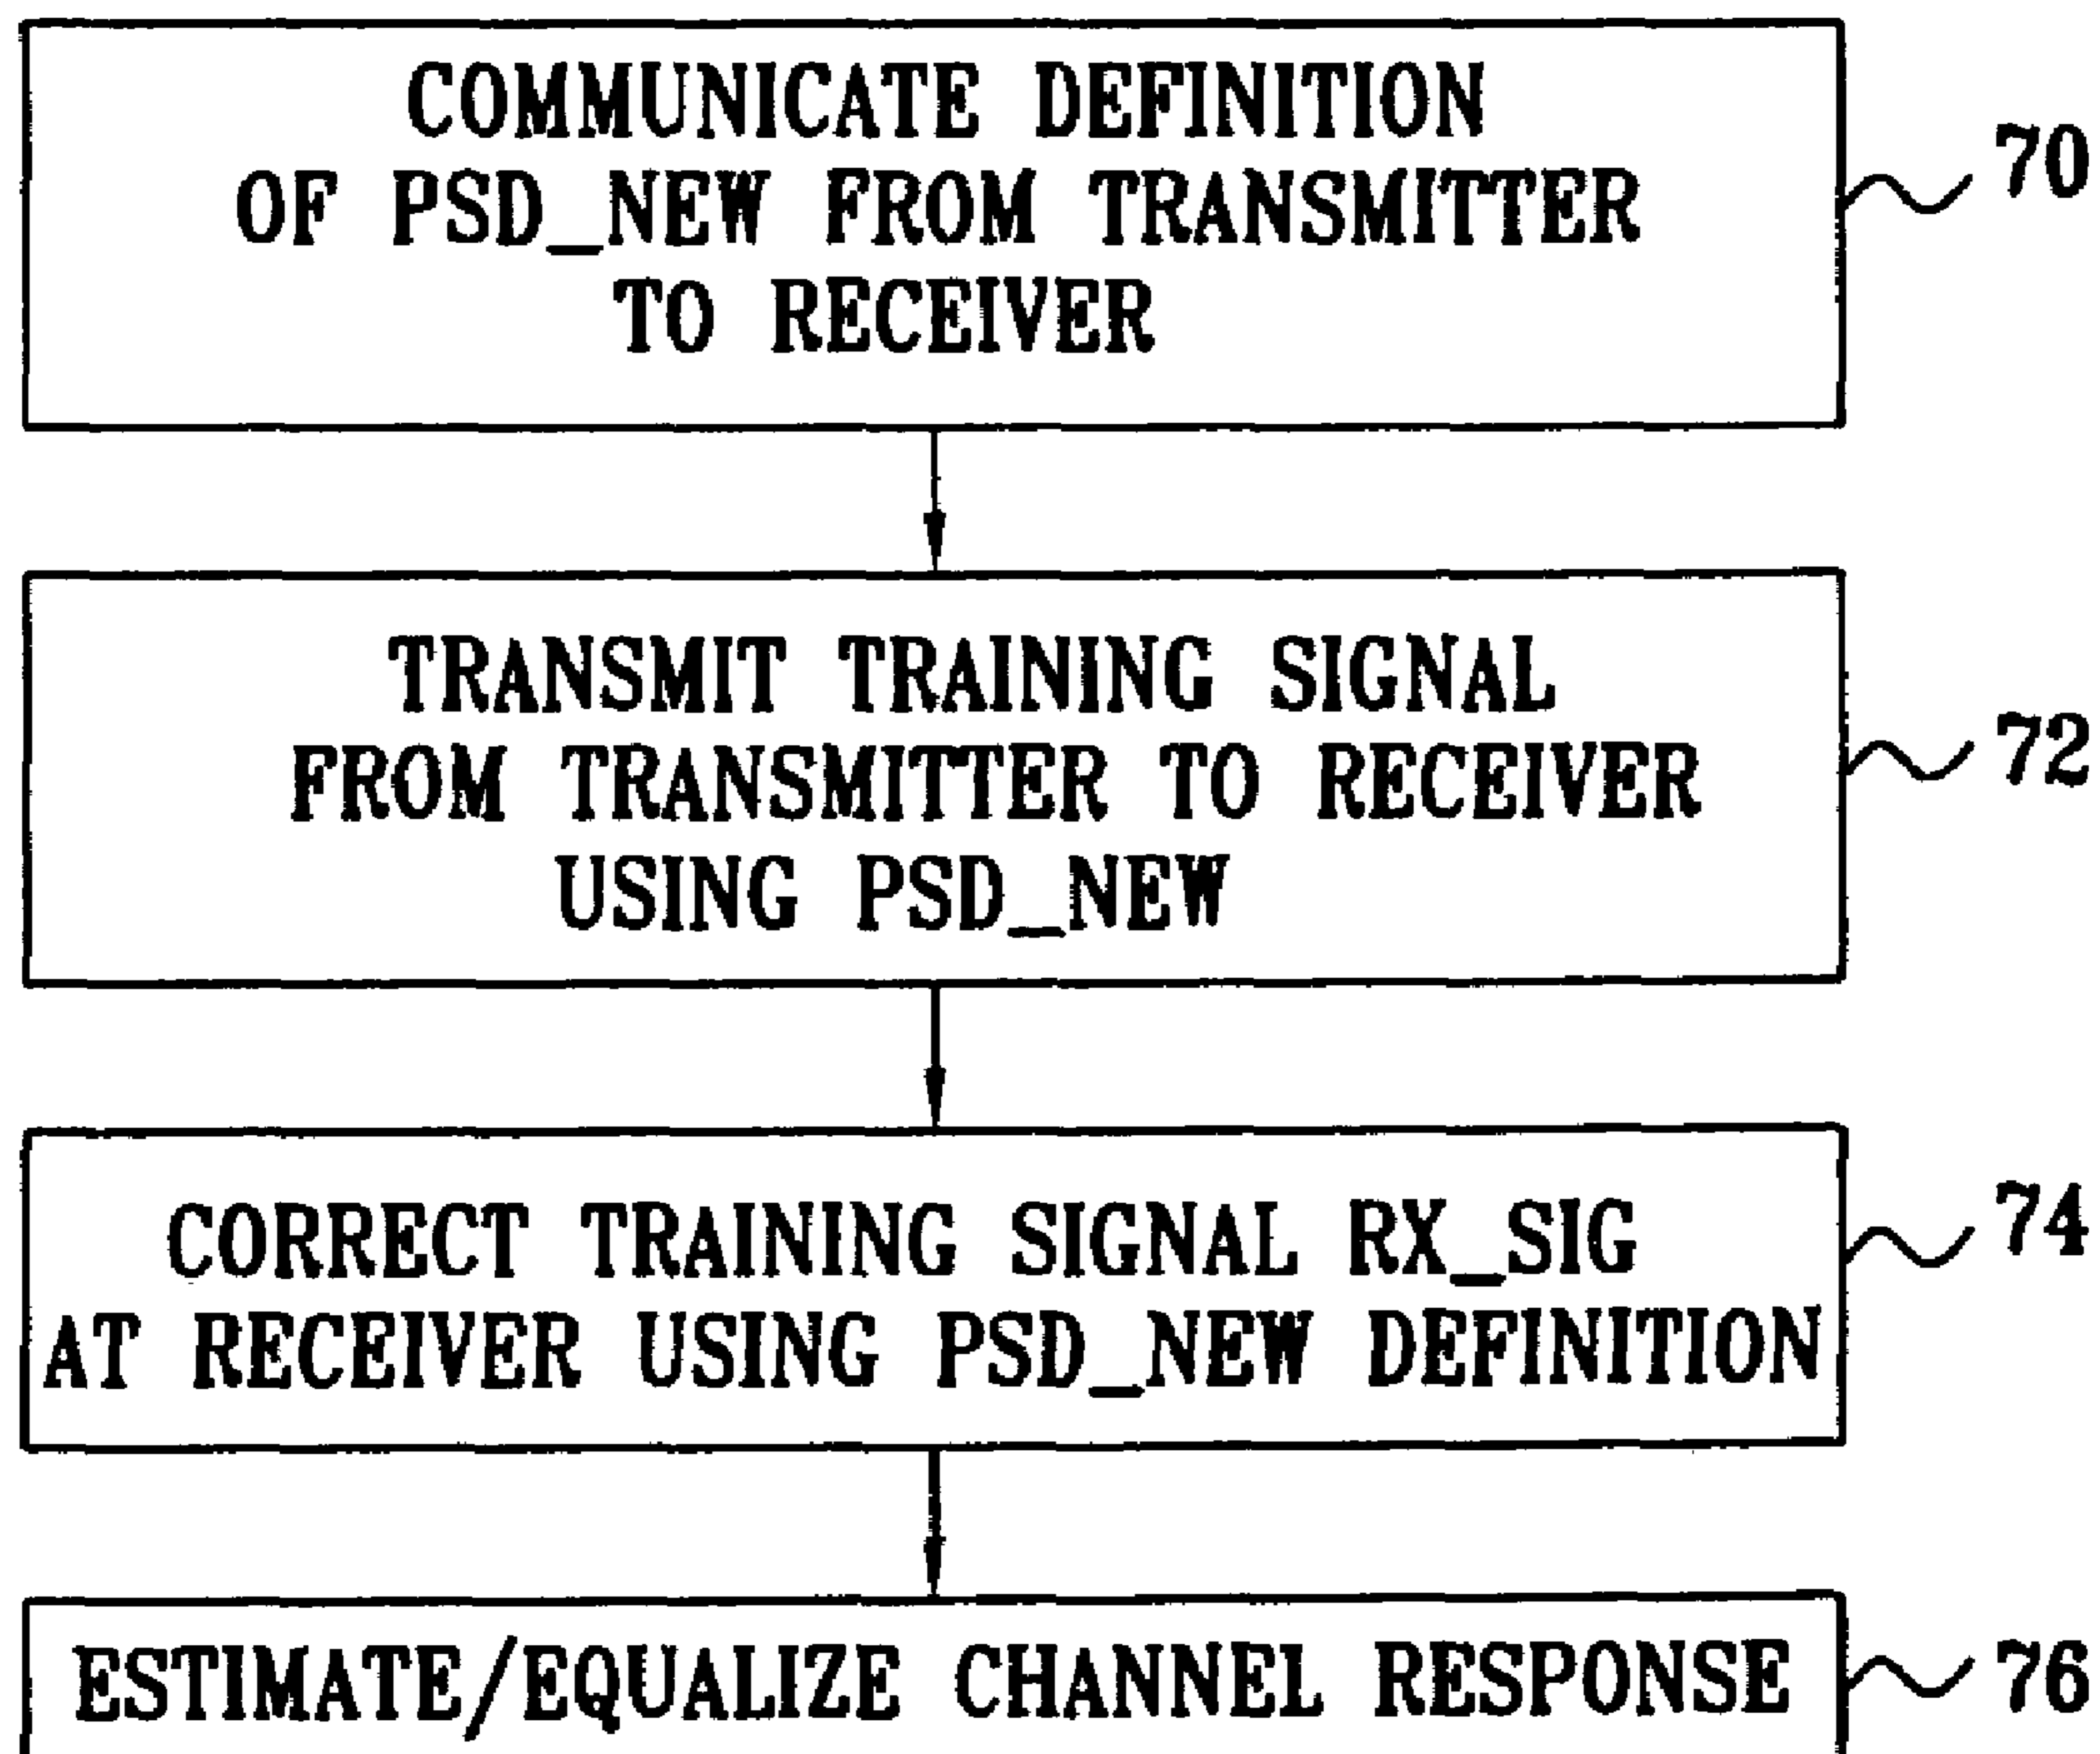 COMMUNICATE DEFINITION
OF PSD_NEW FROM TRANSMITTER
TO RECEIVER
70
TRANSMIT TRAINING SIGNAL
FROM TRANSMITTER TO RECEIVER
USING PSD_NEW
72
CORRECT TRAINING SIGNAL RX_SIG
AT RECEIVER USING PSD_NEW DEFINITION
74
ESTIMATE/EQUALIZE CHANNEL RESPONSE
76